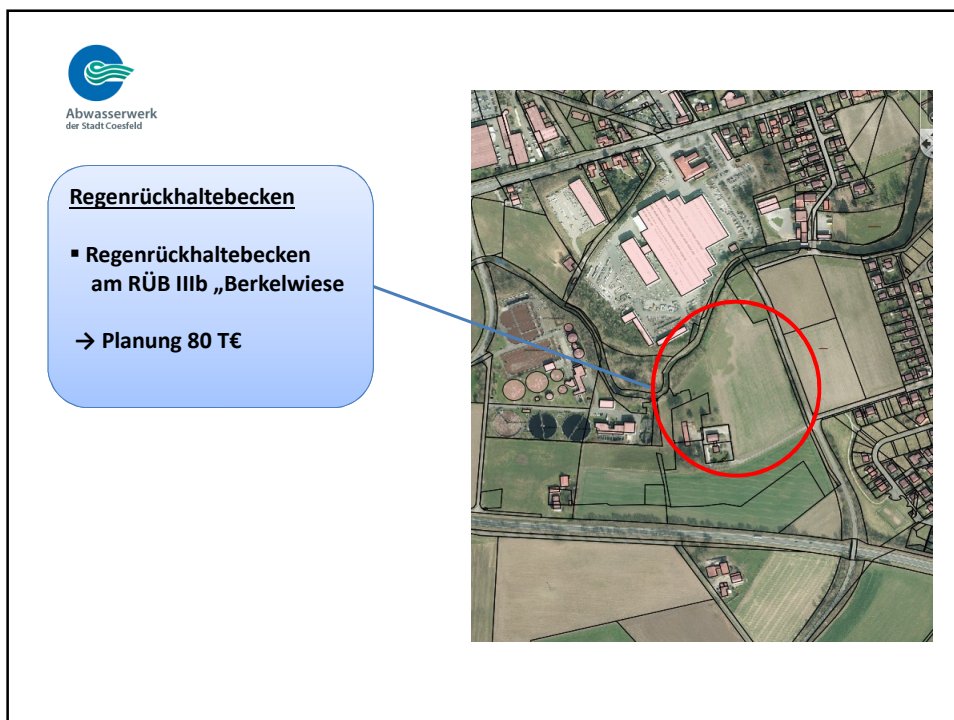 Abwasserwerk
der Stadt Coesfeld
Regenrückhaltebecken
▪ Regenrückhaltebecken
am RÜB IIIb „Berkelwiese
→ Planung 80 T€